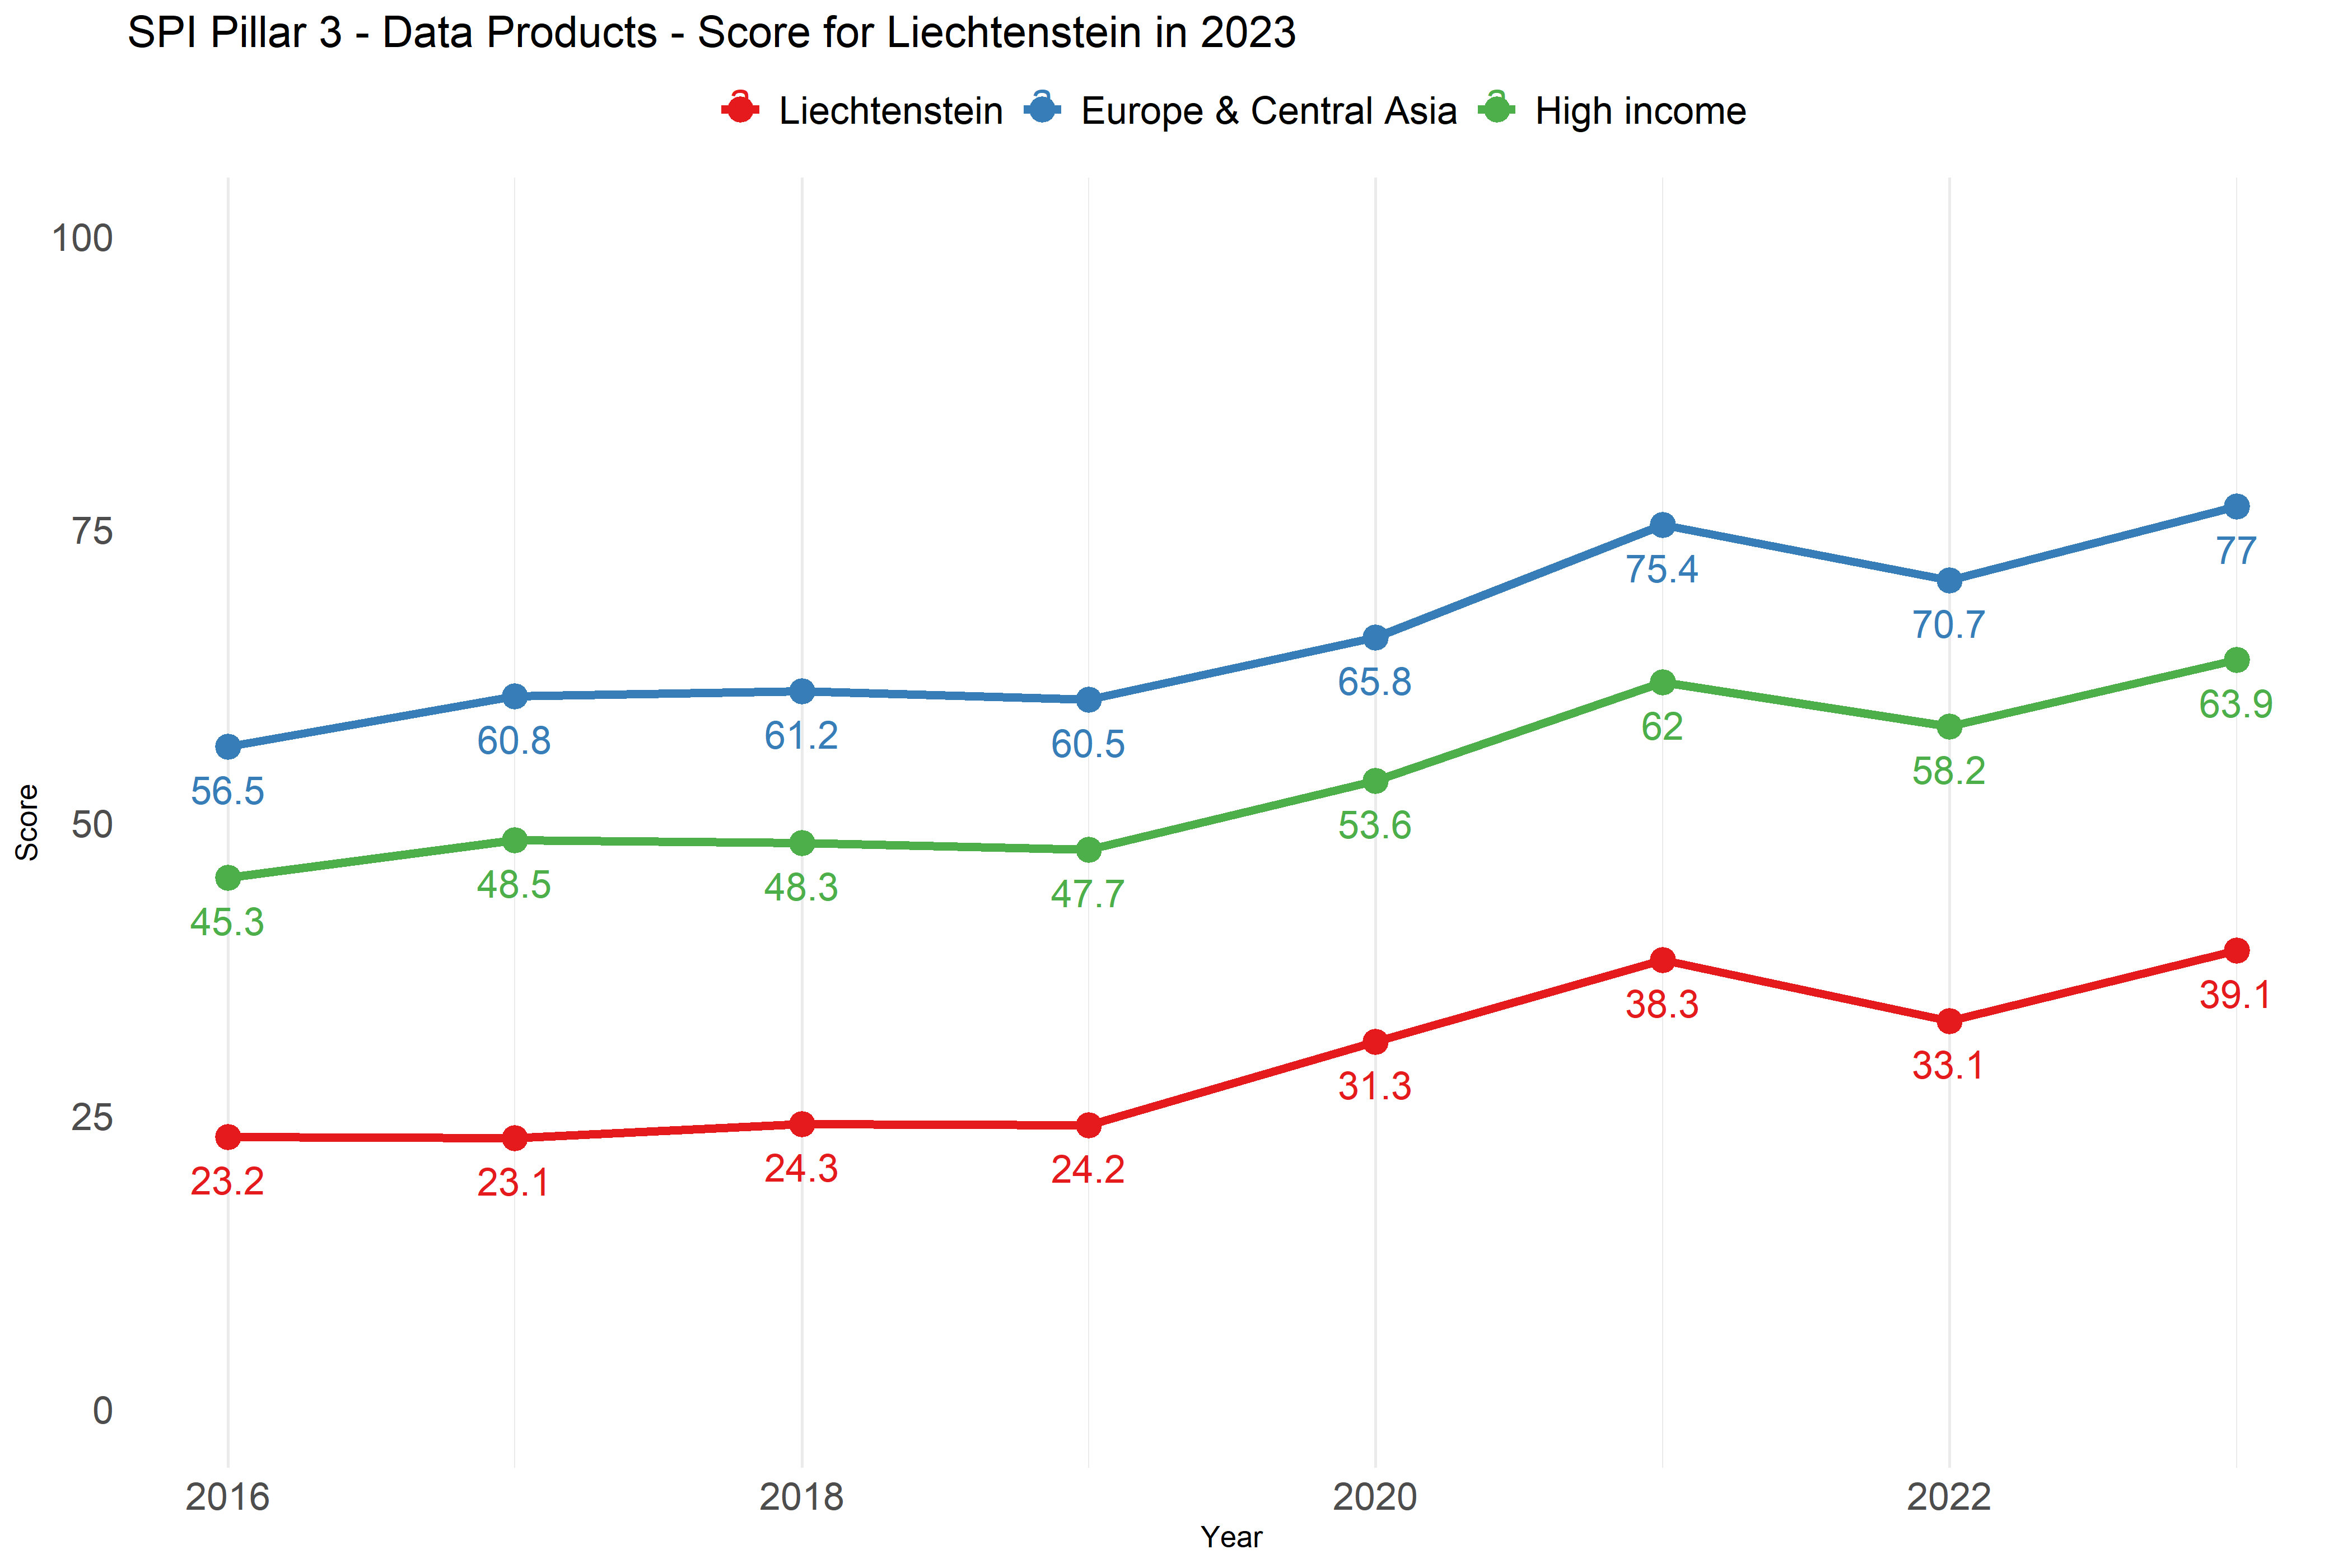 SPI Pillar 3 - Data Products - Score for Liechtenstein in 2023
Liechtenstein Europe & Central Asia High income
100
75
50
25
0
Score
56.5 60.8 61.2 60.5 65.8 75.4 70.7 77
45.3 48.5 48.3 47.7 53.6 62 58.2 63.9
23.2 23.1 24.3 24.2 31.3 38.3 33.1 39.1
2016 2018 2020 2022
Year